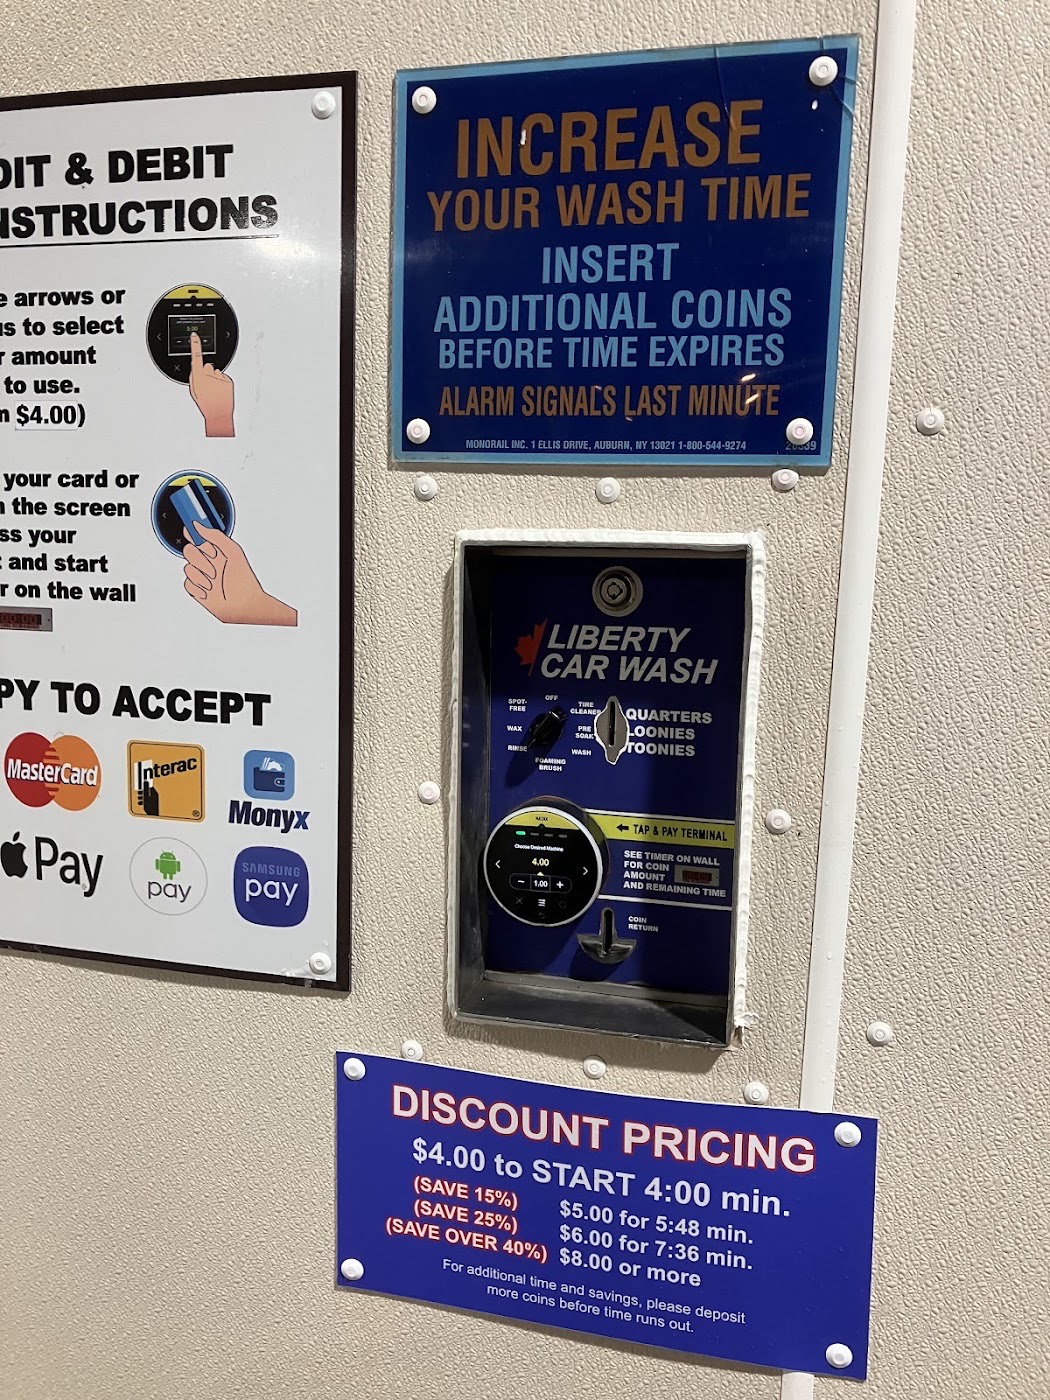 DIT & DEBIT
NSTRUCTIONS
e arrows or
us to select
r amount
to use.
m $4.00)
your card or
n the screen
ss your
t and start
r on the wall
PY TO ACCEPT
MasterCard
Interac
Monyx
Pay
pay
SAMSUNG
pay
INCREASE
YOUR WASH TIME
INSERT
ADDITIONAL COINS
BEFORE TIME EXPIRES
ALARM SIGNALS LAST MINUTE
MONORAIL INC. 1 ELLIS DRIVE, AUBURN, NY 13021 1-800-544-9274
LIBERTY
CAR WASH
SPOT-
FREE
OFF
TIRE
CLEANER
WAX
PRE
SOAK
RINSE
WASH
FOAMING
BRUSH
QUARTERS
LOONIES
TOONIES
NAYAX
Choose Desired Machine
4.00
1.00
TAP & PAY TERMINAL
SEE TIMER ON WALL
FOR COIN
AMOUNT
AND REMAINING TIME
COIN
RETURN
DISCOUNT PRICING
$4.00 to START 4:00 min.
(SAVE 15%) $5.00 for 5:48 min.
(SAVE 25%) $6.00 for 7:36 min.
(SAVE OVER 40%) $8.00 or more
For additional time and savings, please deposit
more coins before time runs out.